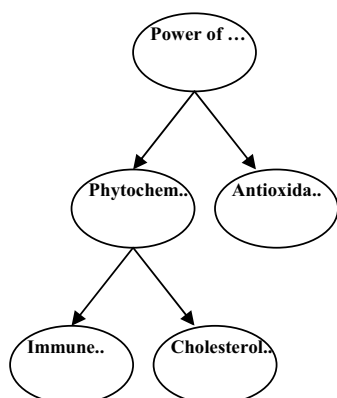 Power of …
Phytochem..
Antioxida..
Immune..
Cholesterol..